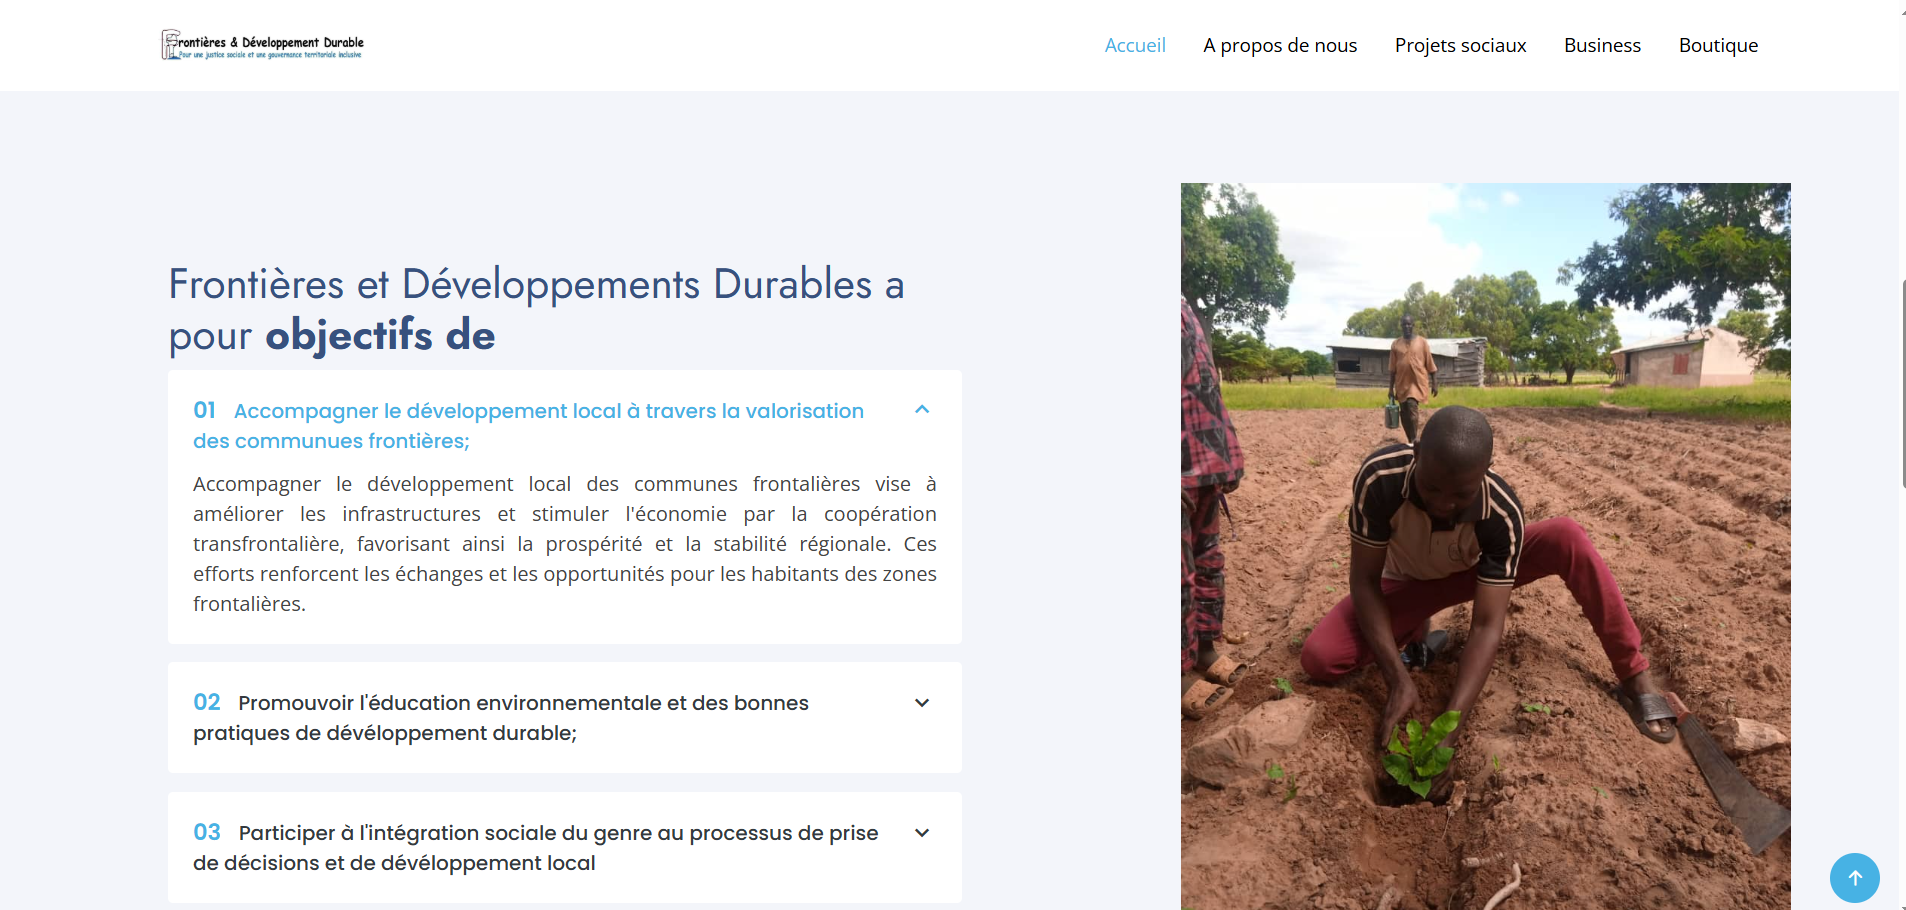 Frontières & Développement Durable
Pour une justice sociale et une gouvernance territoriale inclusive
Accueil
A propos de nous
Projets sociaux
Business
Boutique
Frontières et Développements Durables a
pour objectifs de
01 Accompagner le développement local à travers la valorisation
des communues frontières;
Accompagner le développement local des communes frontalières vise à
améliorer les infrastructures et stimuler l'économie par la coopération
transfrontalière, favorisant ainsi la prospérité et la stabilité régionale. Ces
efforts renforcent les échanges et les opportunités pour les habitants des zones
frontalières.
02 Promouvoir l'éducation environnementale et des bonnes
pratiques de dévéloppement durable;
03 Participer à l'intégration sociale du genre au processus de prise
de décisions et de dévéloppement local